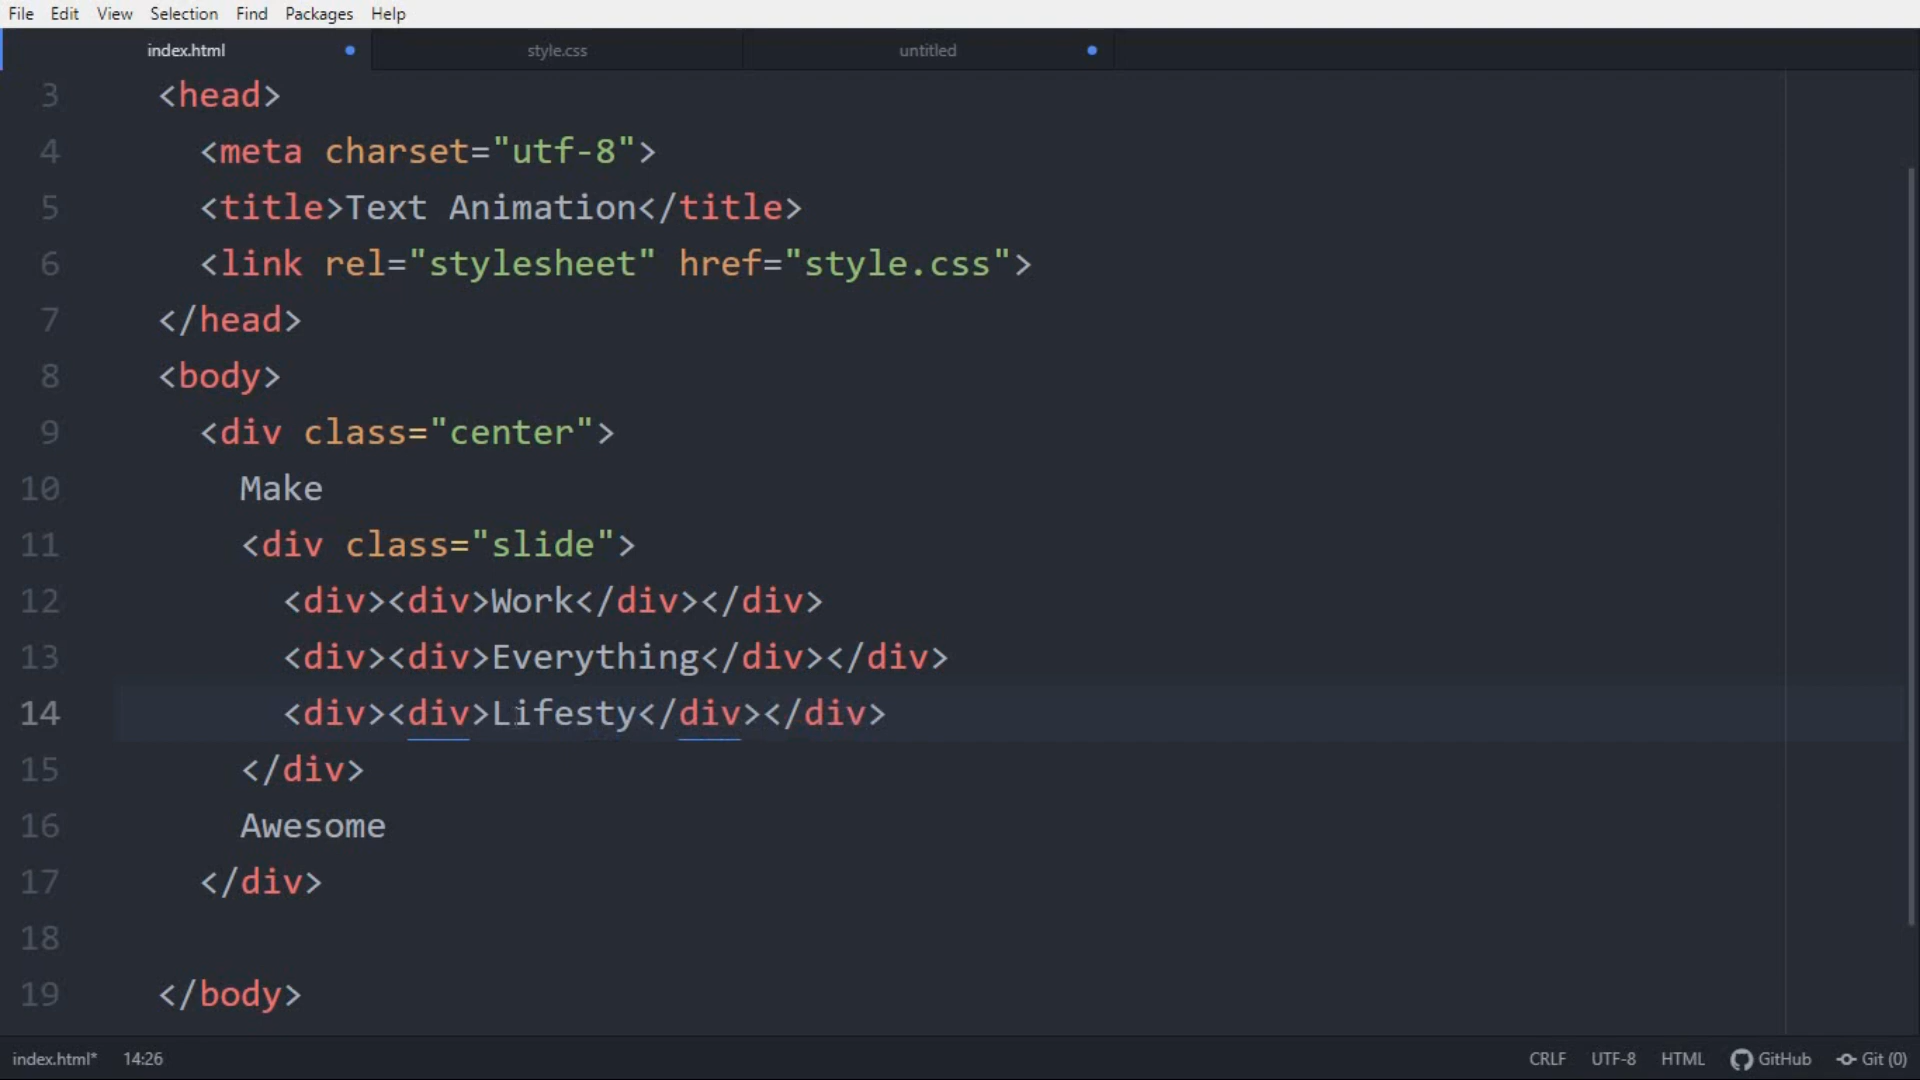 File Edit View Selection Find Packages Help
index.html style.css untitled
3 <head>
4 <meta charset="utf-8">
5 <title>Text Animation</title>
6 <link rel="stylesheet" href="style.css">
7 </head>
8 <body>
9 <div class="center">
10 Make
11 <div class="slide">
12 <div><div>Work</div></div>
13 <div><div>Everything</div></div>
14 <div><div>Lifesty</div></div>
15 </div>
16 Awesome
17 </div>
18
19 </body>
index.html* 14:26 CRLF UTF-8 HTML GitHub Git (0)